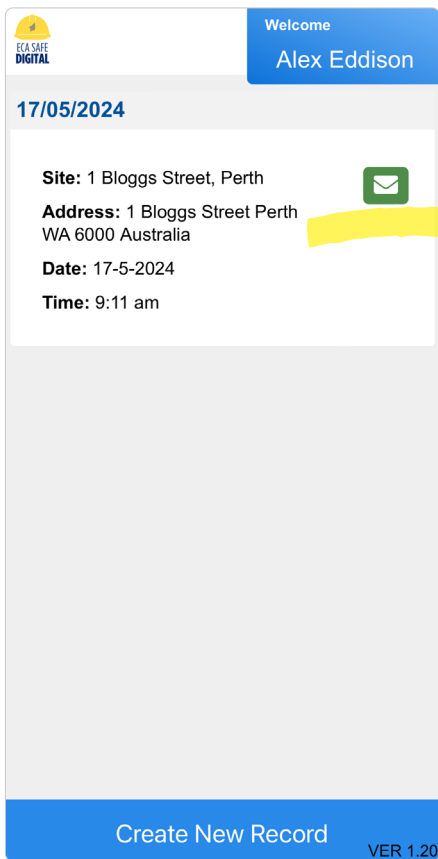 ECA SAFE
DIGITAL
Welcome
Alex Eddison
17/05/2024
Site: 1 Bloggs Street, Perth
Address: 1 Bloggs Street Perth
WA 6000 Australia
Date: 17-5-2024
Time: 9:11 am
Create New Record
VER 1.20